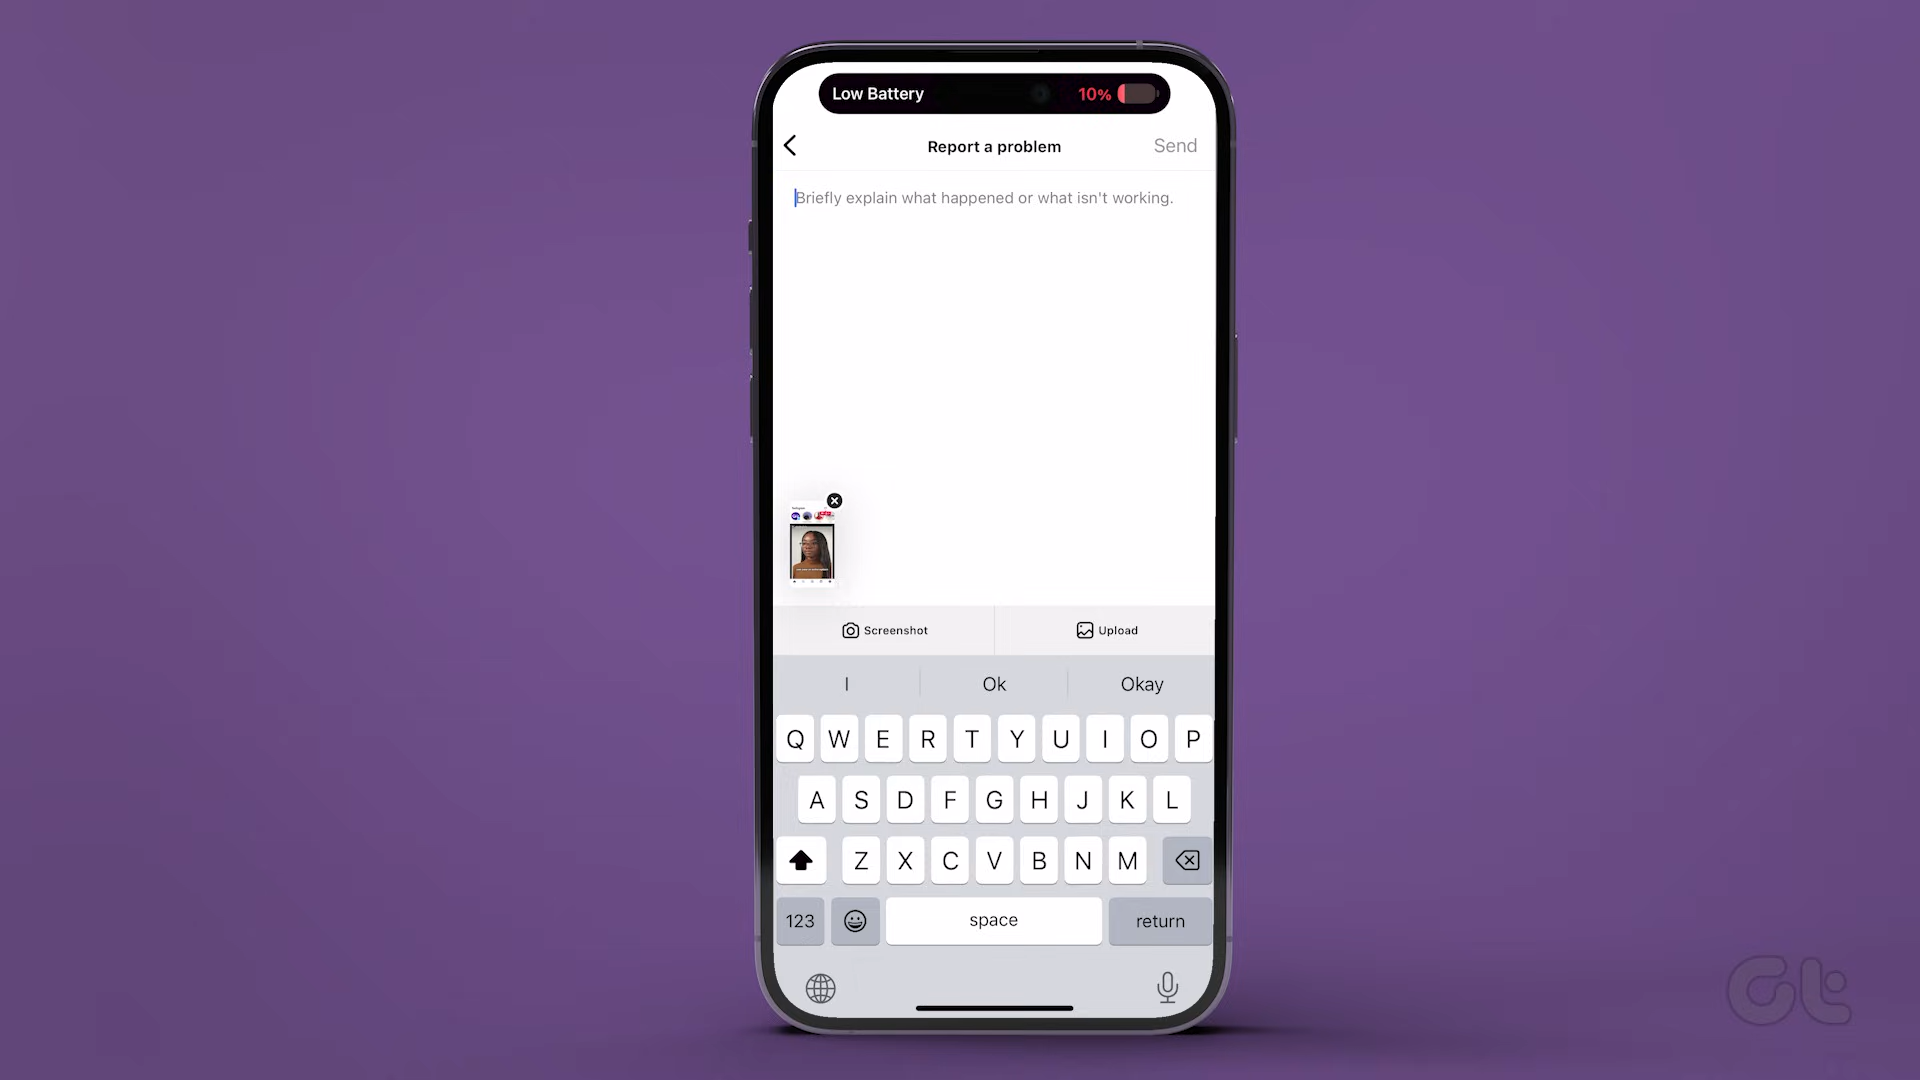 Low Battery 10%
Report a problem Send
Briefly explain what happened or what isn't working.
Screenshot Upload
I Ok Okay
Q W E R T Y U I O P
A S D F G H J K L
Z X C V B N M
123 space return
Gt